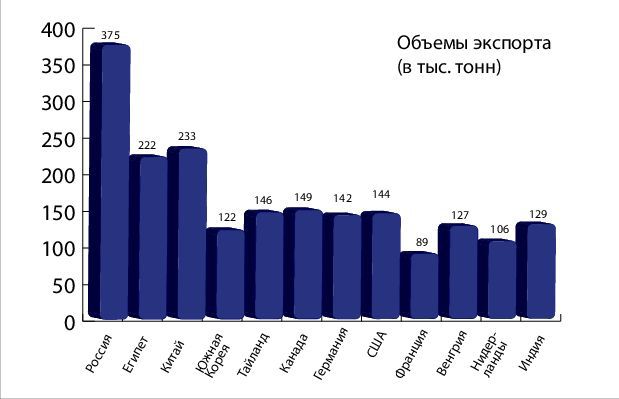 Объемы экспорта
(в тыс. тонн)
400
350
300
250
200
150
100
50
0
375
222
233
122
146
149
142
144
89
127
106
129
Россия
Египет
Китай
Южная
Корея
Тайланд
Канада
Германия
США
Франция
Венгрия
Нидер-
ланды
Индия